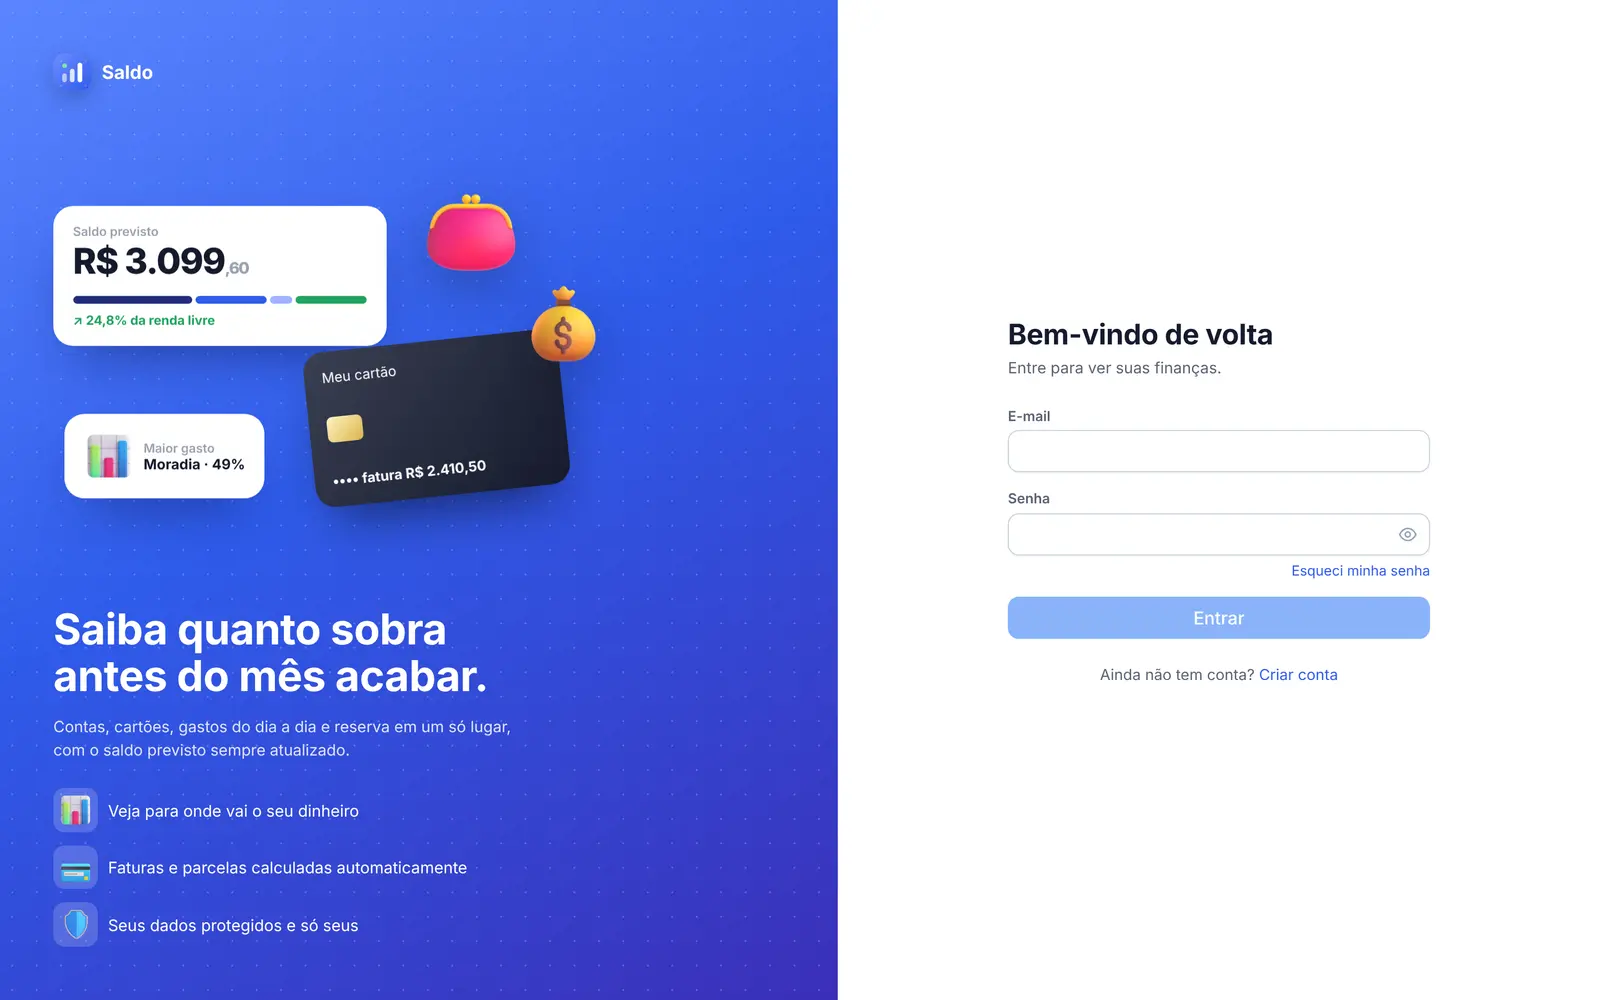 Saldo
Saldo previsto
R$ 3.099,60
↗ 24,8% da renda livre
Meu cartão
•••• fatura R$ 2.410,50
Maior gasto
Moradia · 49%
Saiba quanto sobra
antes do mês acabar.
Contas, cartões, gastos do dia a dia e reserva em um só lugar,
com o saldo previsto sempre atualizado.
Veja para onde vai o seu dinheiro
Faturas e parcelas calculadas automaticamente
Seus dados protegidos e só seus
Bem-vindo de volta
Entre para ver suas finanças.
E-mail
Senha
Esqueci minha senha
Entrar
Ainda não tem conta? Criar conta